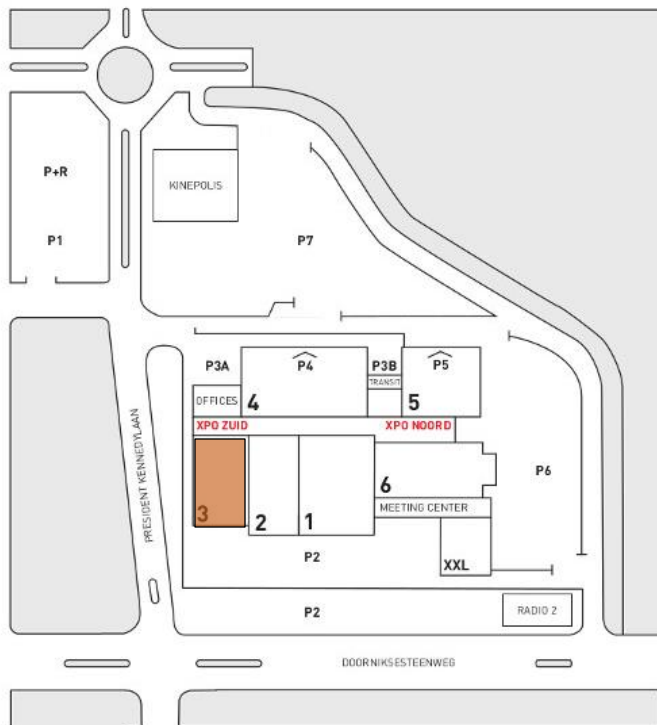 P+R
KINEPOLIS
P1
P7
P3A
P4
P3B
P5
TRANSIT
OFFICES
4
5
XPO ZUID
XPO NOORD
PRESIDENT KENNEDYLAAN
P6
6
MEETING CENTER
3
2
1
P2
XXL
P2
RADIO 2
DOORNIKSESTEENWEG